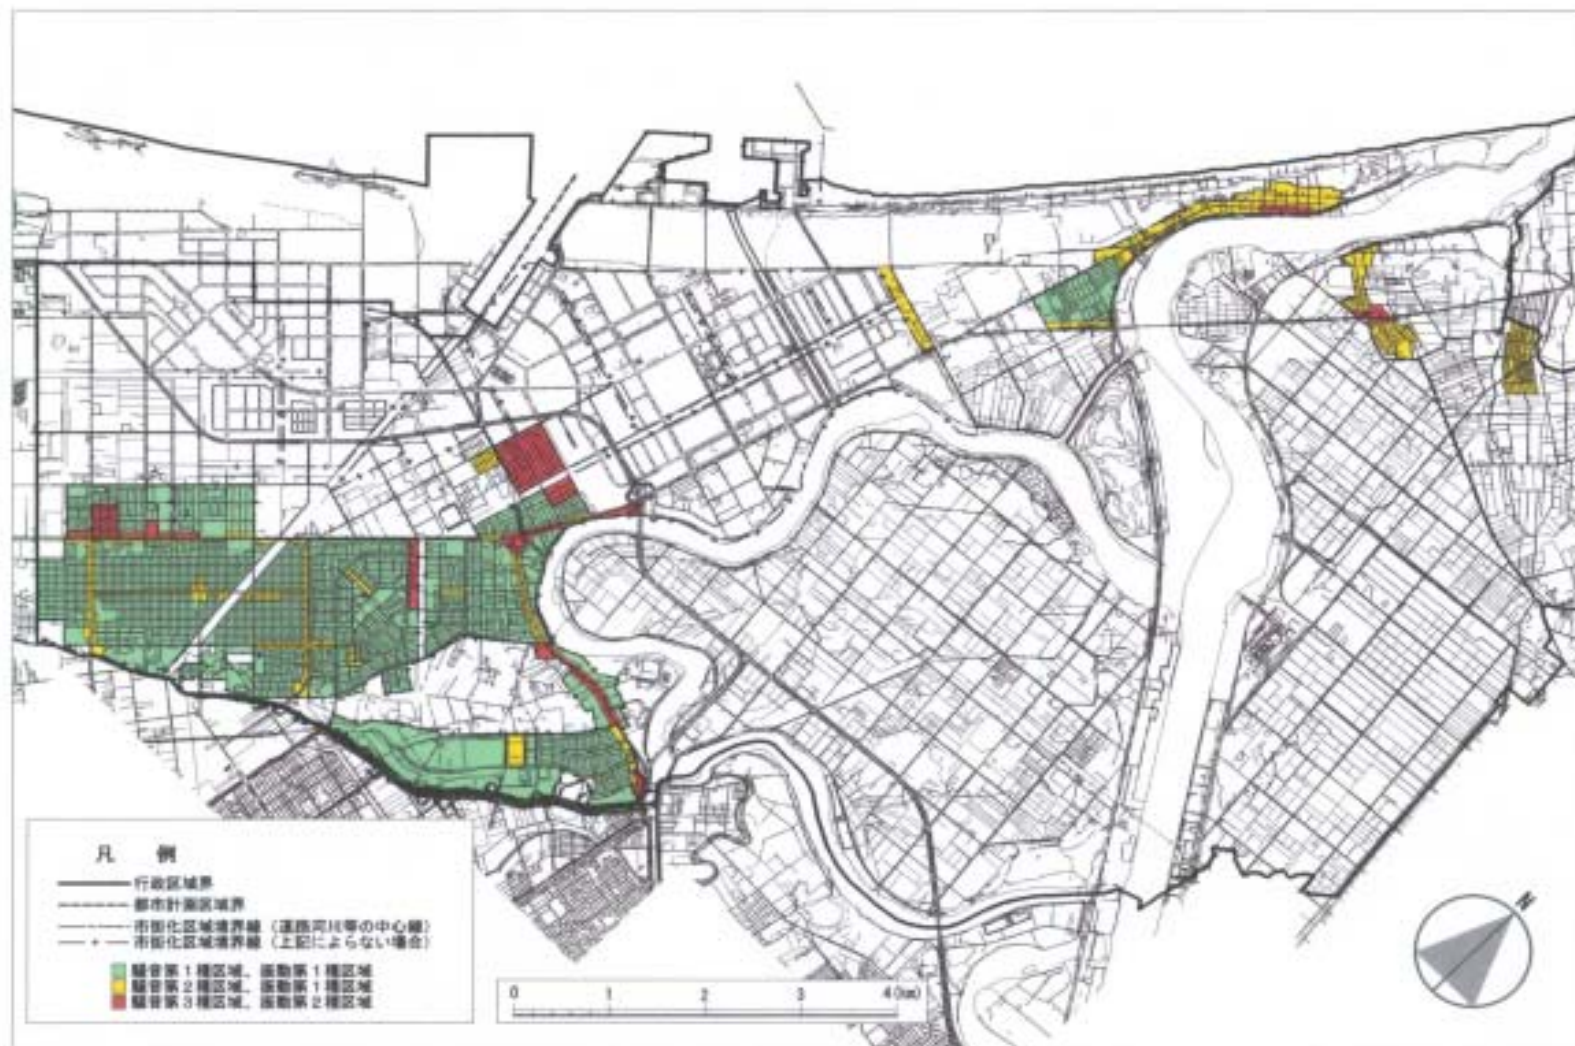 凡 例
行政区域界
都市計画区域界
市街化区域境界線（道路河川等の中心線）
市街化区域境界線（上記によらない場合）
騒音第1種区域、振動第1種区域
騒音第2種区域、振動第1種区域
騒音第3種区域、振動第2種区域
0 1 2 3 4(km)
N